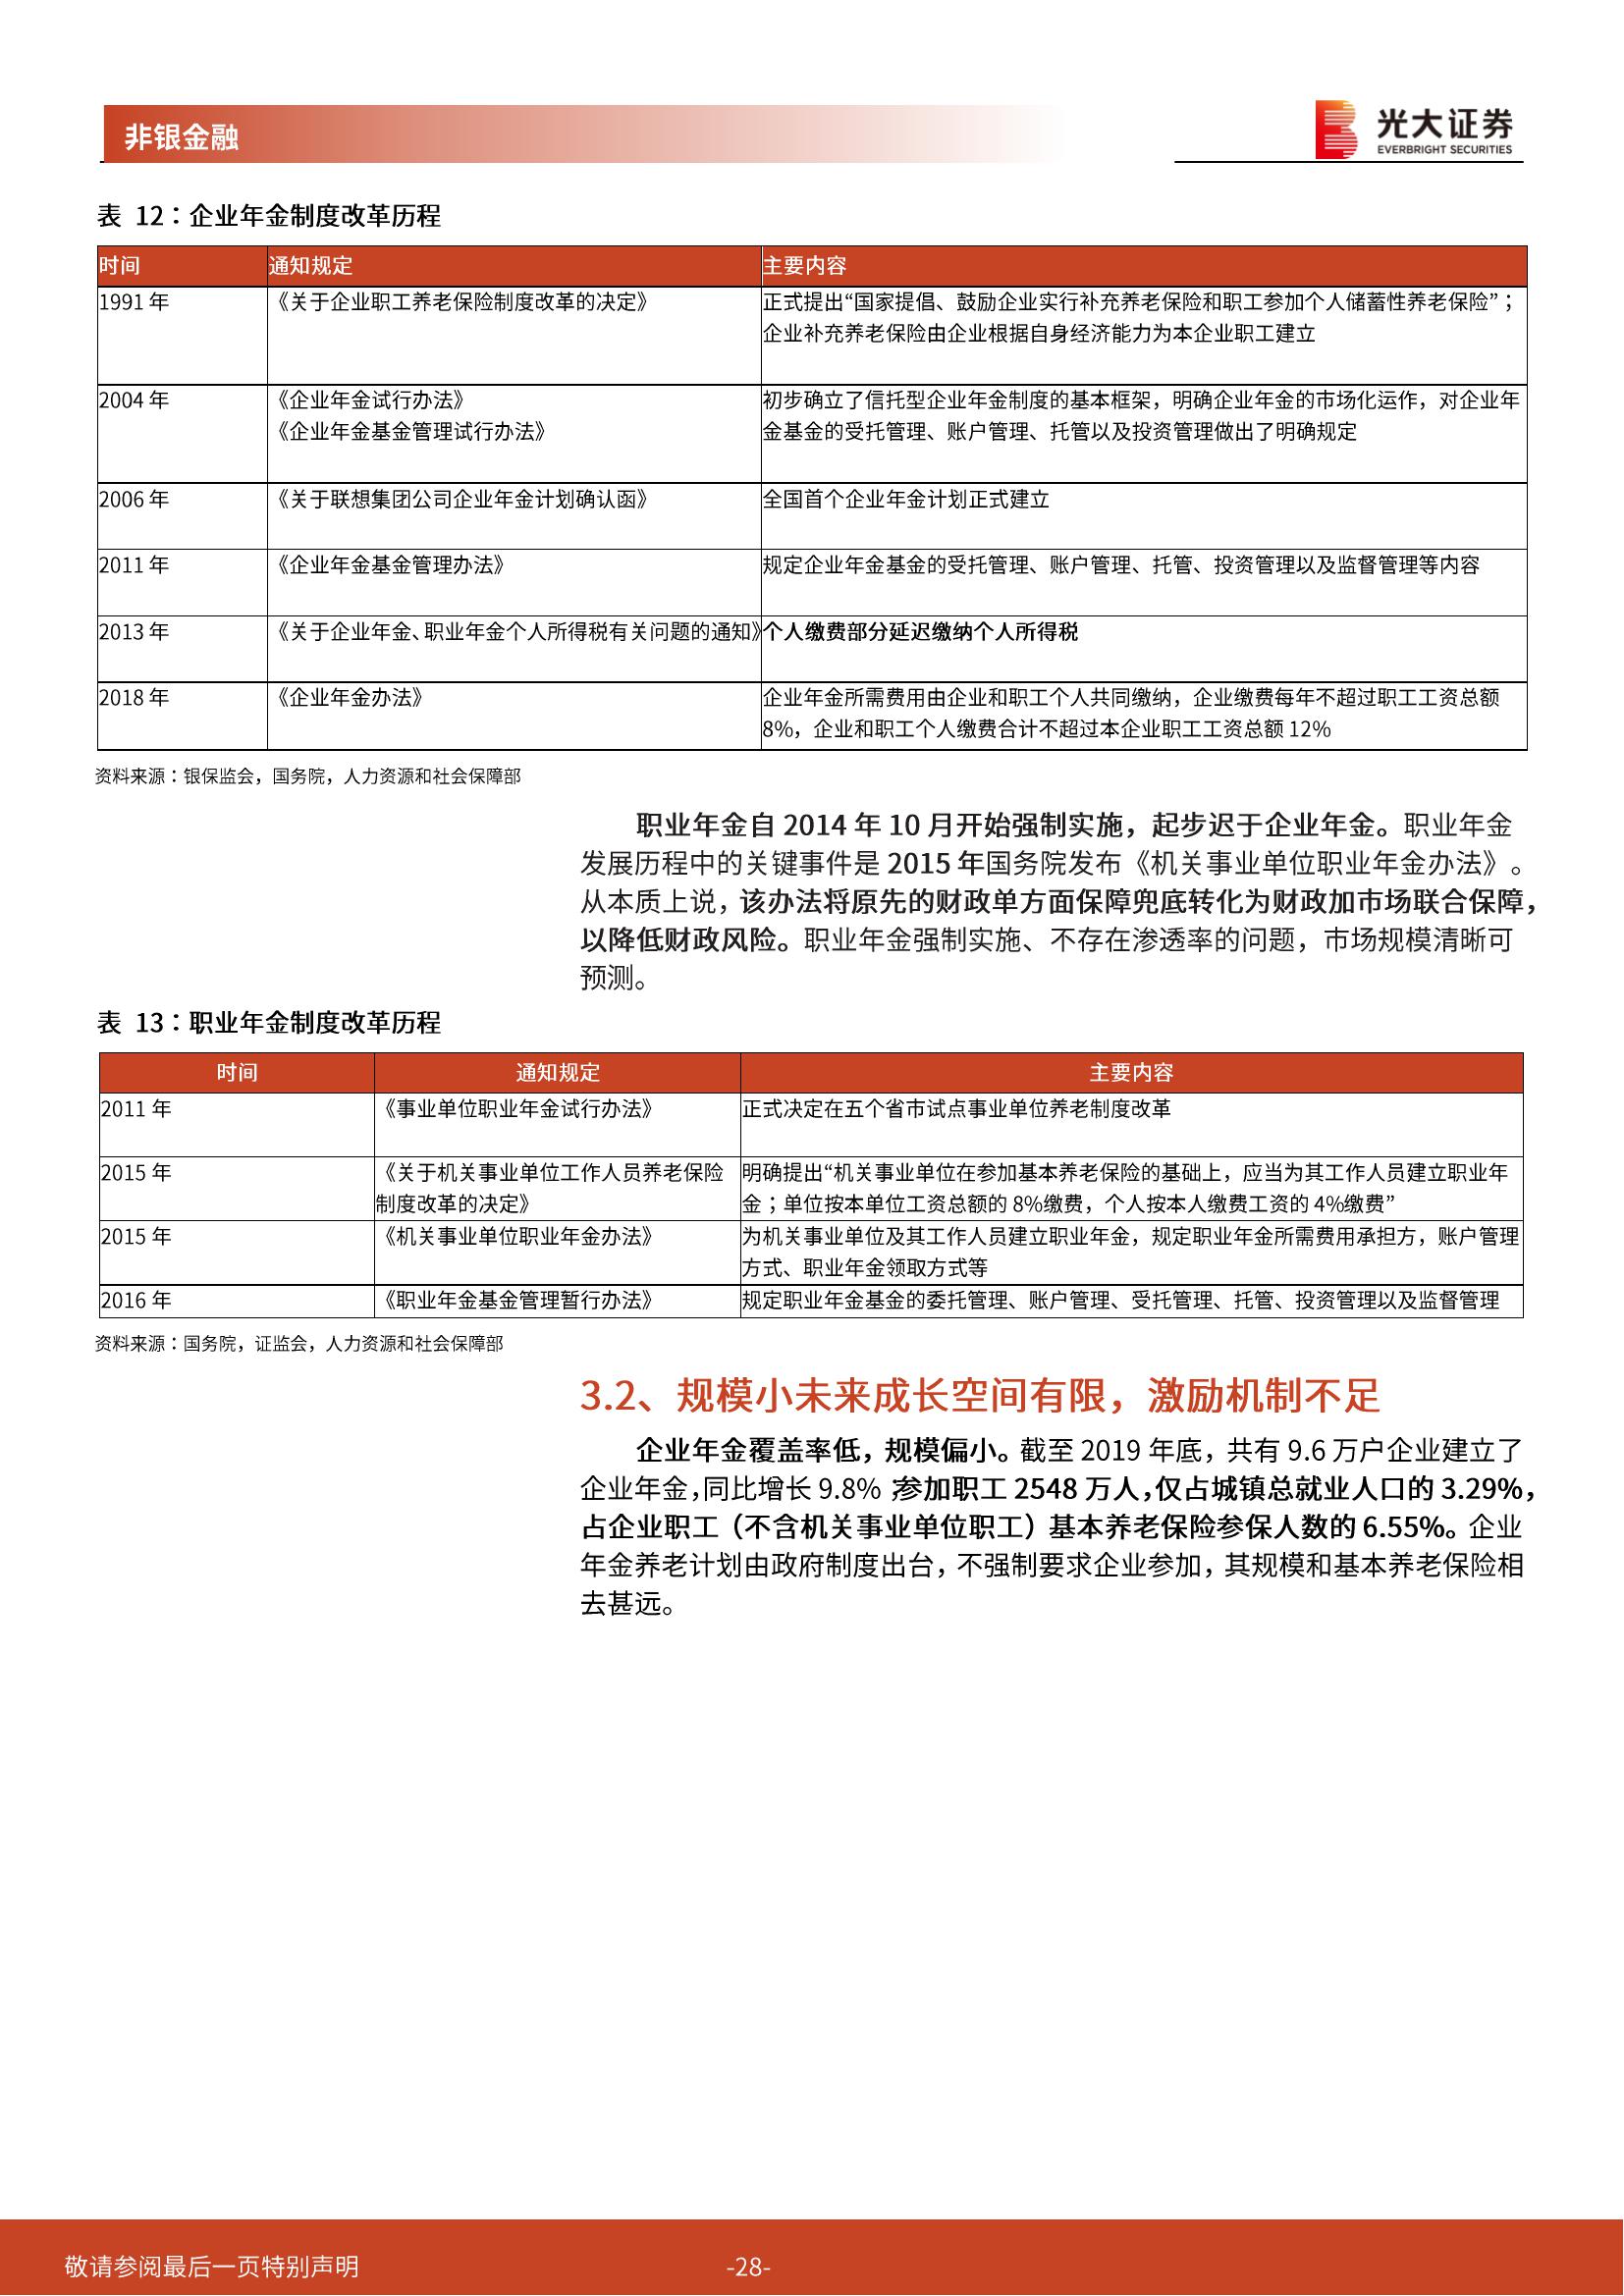 非银金融
光大证券
EVERBRIGHT SECURITIES
表 12：企业年金制度改革历程
时间 通知规定 主要内容
1991 年 《关于企业职工养老保险制度改革的决定》 正式提出“国家提倡、鼓励企业实行补充养老保险和职工参加个人储蓄性养老保险”；
企业补充养老保险由企业根据自身经济能力为本企业职工建立
2004 年 《企业年金试行办法》 初步确立了信托型企业年金制度的基本框架，明确企业年金的市场化运作，对企业年
《企业年金基金管理试行办法》 金基金的受托管理、账户管理、托管以及投资管理做出了明确规定
2006 年 《关于联想集团公司企业年金计划确认函》 全国首个企业年金计划正式建立
2011 年 《企业年金基金管理办法》 规定企业年金基金的受托管理、账户管理、托管、投资管理以及监督管理等内容
2013 年 《关于企业年金、职业年金个人所得税有关问题的通知》 个人缴费部分延迟缴纳个人所得税
2018 年 《企业年金办法》 企业年金所需费用由企业和职工个人共同缴纳，企业缴费每年不超过职工工资总额
8%，企业和职工个人缴费合计不超过本企业职工工资总额 12%
资料来源：银保监会，国务院，人力资源和社会保障部
职业年金自 2014 年 10 月开始强制实施，起步迟于企业年金。职业年金
发展历程中的关键事件是 2015 年国务院发布《机关事业单位职业年金办法》。
从本质上说，该办法将原先的财政单方面保障兜底转化为财政加市场联合保障，
以降低财政风险。职业年金强制实施、不存在渗透率的问题，市场规模清晰可
预测。
表 13：职业年金制度改革历程
时间 通知规定 主要内容
2011 年 《事业单位职业年金试行办法》 正式决定在五个省市试点事业单位养老制度改革
2015 年 《关于机关事业单位工作人员养老保险 明确提出“机关事业单位在参加基本养老保险的基础上，应当为其工作人员建立职业年
制度改革的决定》 金；单位按本单位工资总额的 8%缴费，个人按本人缴费工资的 4%缴费”
2015 年 《机关事业单位职业年金办法》 为机关事业单位及其工作人员建立职业年金，规定职业年金所需费用承担方，账户管理
方式、职业年金领取方式等
2016 年 《职业年金基金管理暂行办法》 规定职业年金基金的委托管理、账户管理、受托管理、托管、投资管理以及监督管理
资料来源：国务院，证监会，人力资源和社会保障部
3.2、规模小未来成长空间有限，激励机制不足
企业年金覆盖率低，规模偏小。截至 2019 年底，共有 9.6 万户企业建立了
企业年金，同比增长 9.8% 参加职工 2548 万人，仅占城镇总就业人口的 3.29%，
占企业职工（不含机关事业单位职工）基本养老保险参保人数的 6.55%。企业
年金养老计划由政府制度出台，不强制要求企业参加，其规模和基本养老保险相
去甚远。
敬请参阅最后一页特别声明 -28-